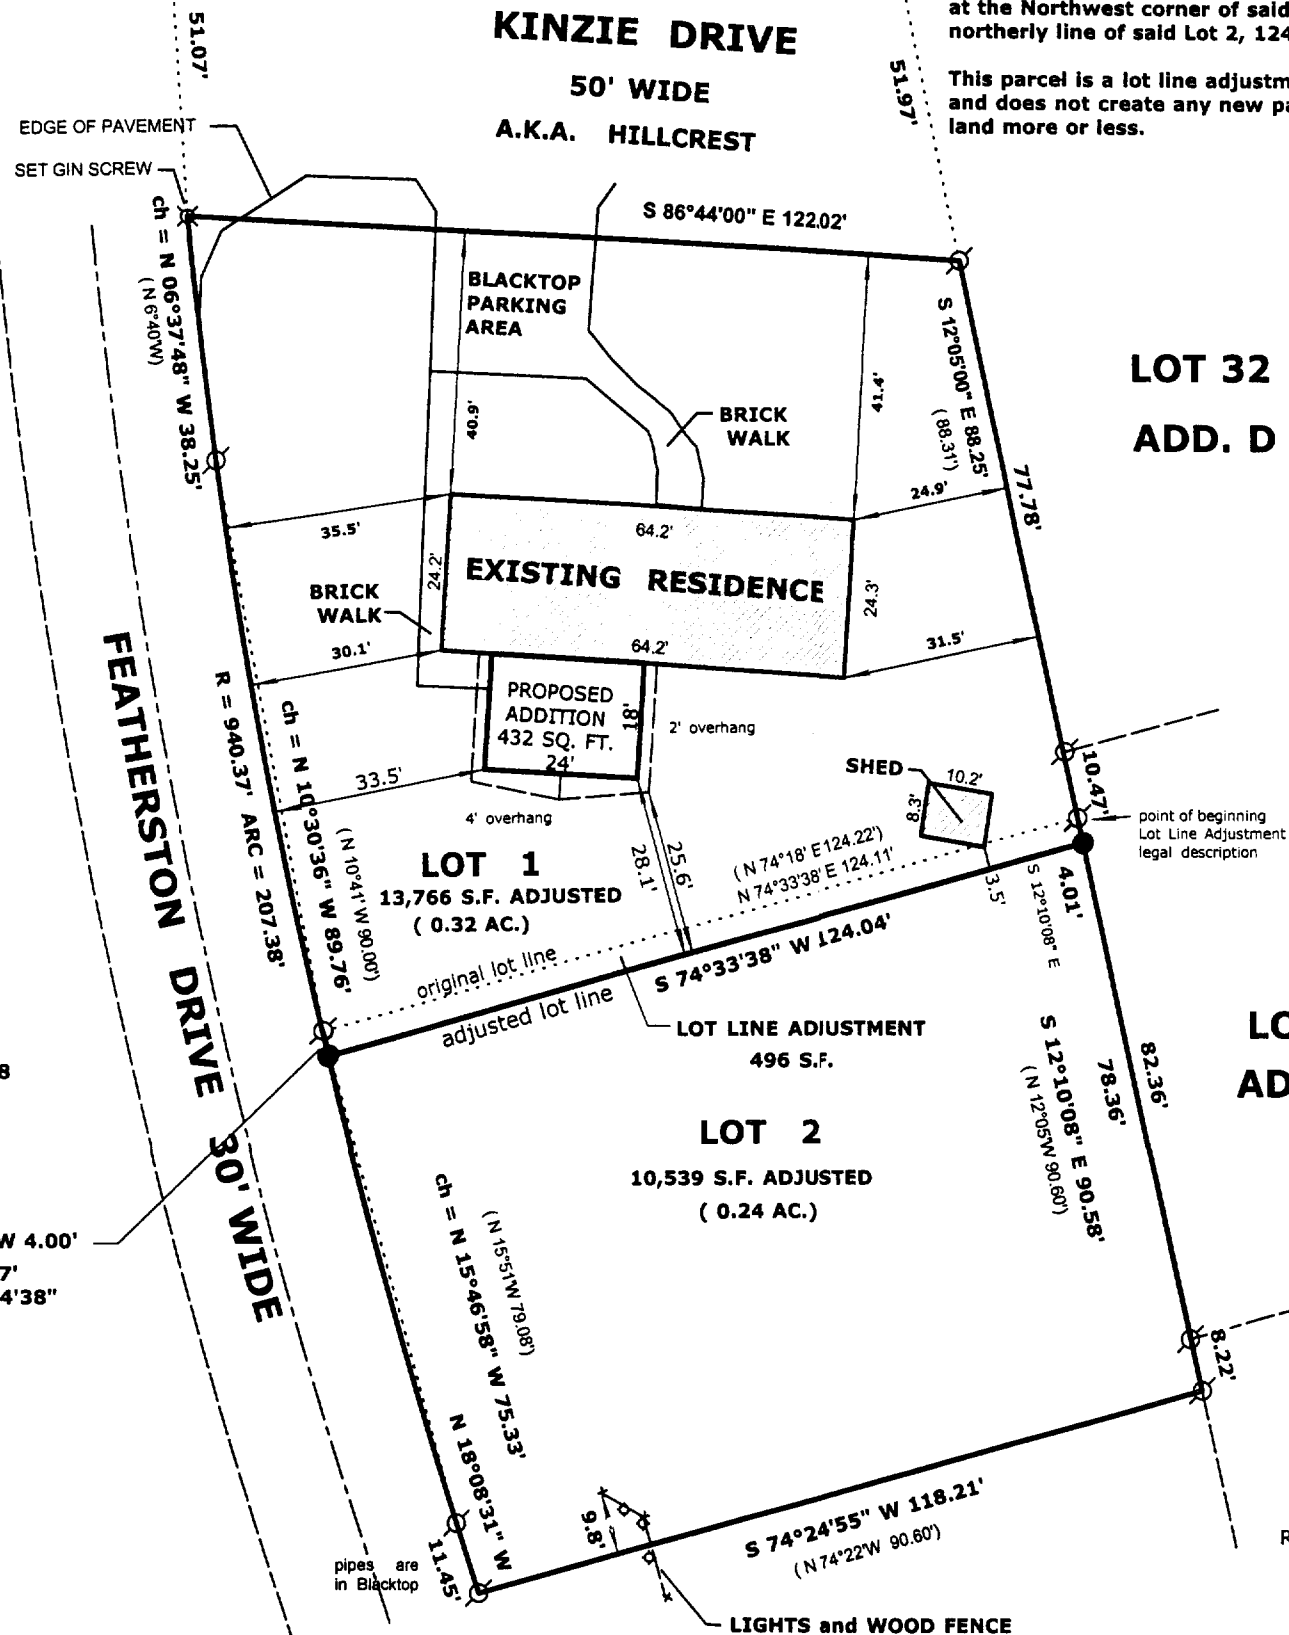 KINZIE DRIVE
50' WIDE
A.K.A. HILLCREST
at the Northwest corner of said
northerly line of said Lot 2, 124
This parcel is a lot line adjustm
and does not create any new pa
land more or less.
51.07'
51.97'
EDGE OF PAVEMENT
SET GIN SCREW
S 86°44'00" E 122.02'
ch = N 06°37'48" W 38.25'
( N 6°40'W)
BLACKTOP
PARKING
AREA
S 12°05'00" E 88.25'
( 88.31')
LOT 32
ADD. D
40.9'
41.4'
BRICK
WALK
77.78'
24.9'
35.5'
64.2'
EXISTING RESIDENCE
24.2'
24.3'
BRICK
WALK
64.2'
30.1'
31.5'
FEATHERSTON DRIVE 30' WIDE
R = 940.37' ARC = 207.38'
ch = N 10°30'36" W 89.76'
( N 10°41' W 90.00')
PROPOSED
ADDITION
432 SQ. FT.
24'
18'
2' overhang
33.5'
4' overhang
SHED
10.2'
8.3'
10.47'
point of beginning
Lot Line Adjustment
legal description
LOT 1
13,766 S.F. ADJUSTED
( 0.32 AC.)
28.1'
25.6'
( N 74°18' E 124.22')
N 74°33'38' E 124.11'
3.5'
S 12°10'08" E
4.01'
original lot line
adjusted lot line
S 74°33'38" W 124.04'
LOT LINE ADJUSTMENT
496 S.F.
LO
AD
8
LOT 2
10,539 S.F. ADJUSTED
( 0.24 AC.)
S 12°10'08" E 90.58'
( N 12°05'W 90.60')
78.36'
82.36'
W 4.00'
7'
4'38"
ch = N 15°46'58" W 75.33'
( N 15°51'W 79.08')
8.22'
N 18°08'31" W
11.45'
pipes are
in Blacktop
9.8'
S 74°24'55" W 118.21'
( N 74°22'W 90.60')
LIGHTS and WOOD FENCE
R